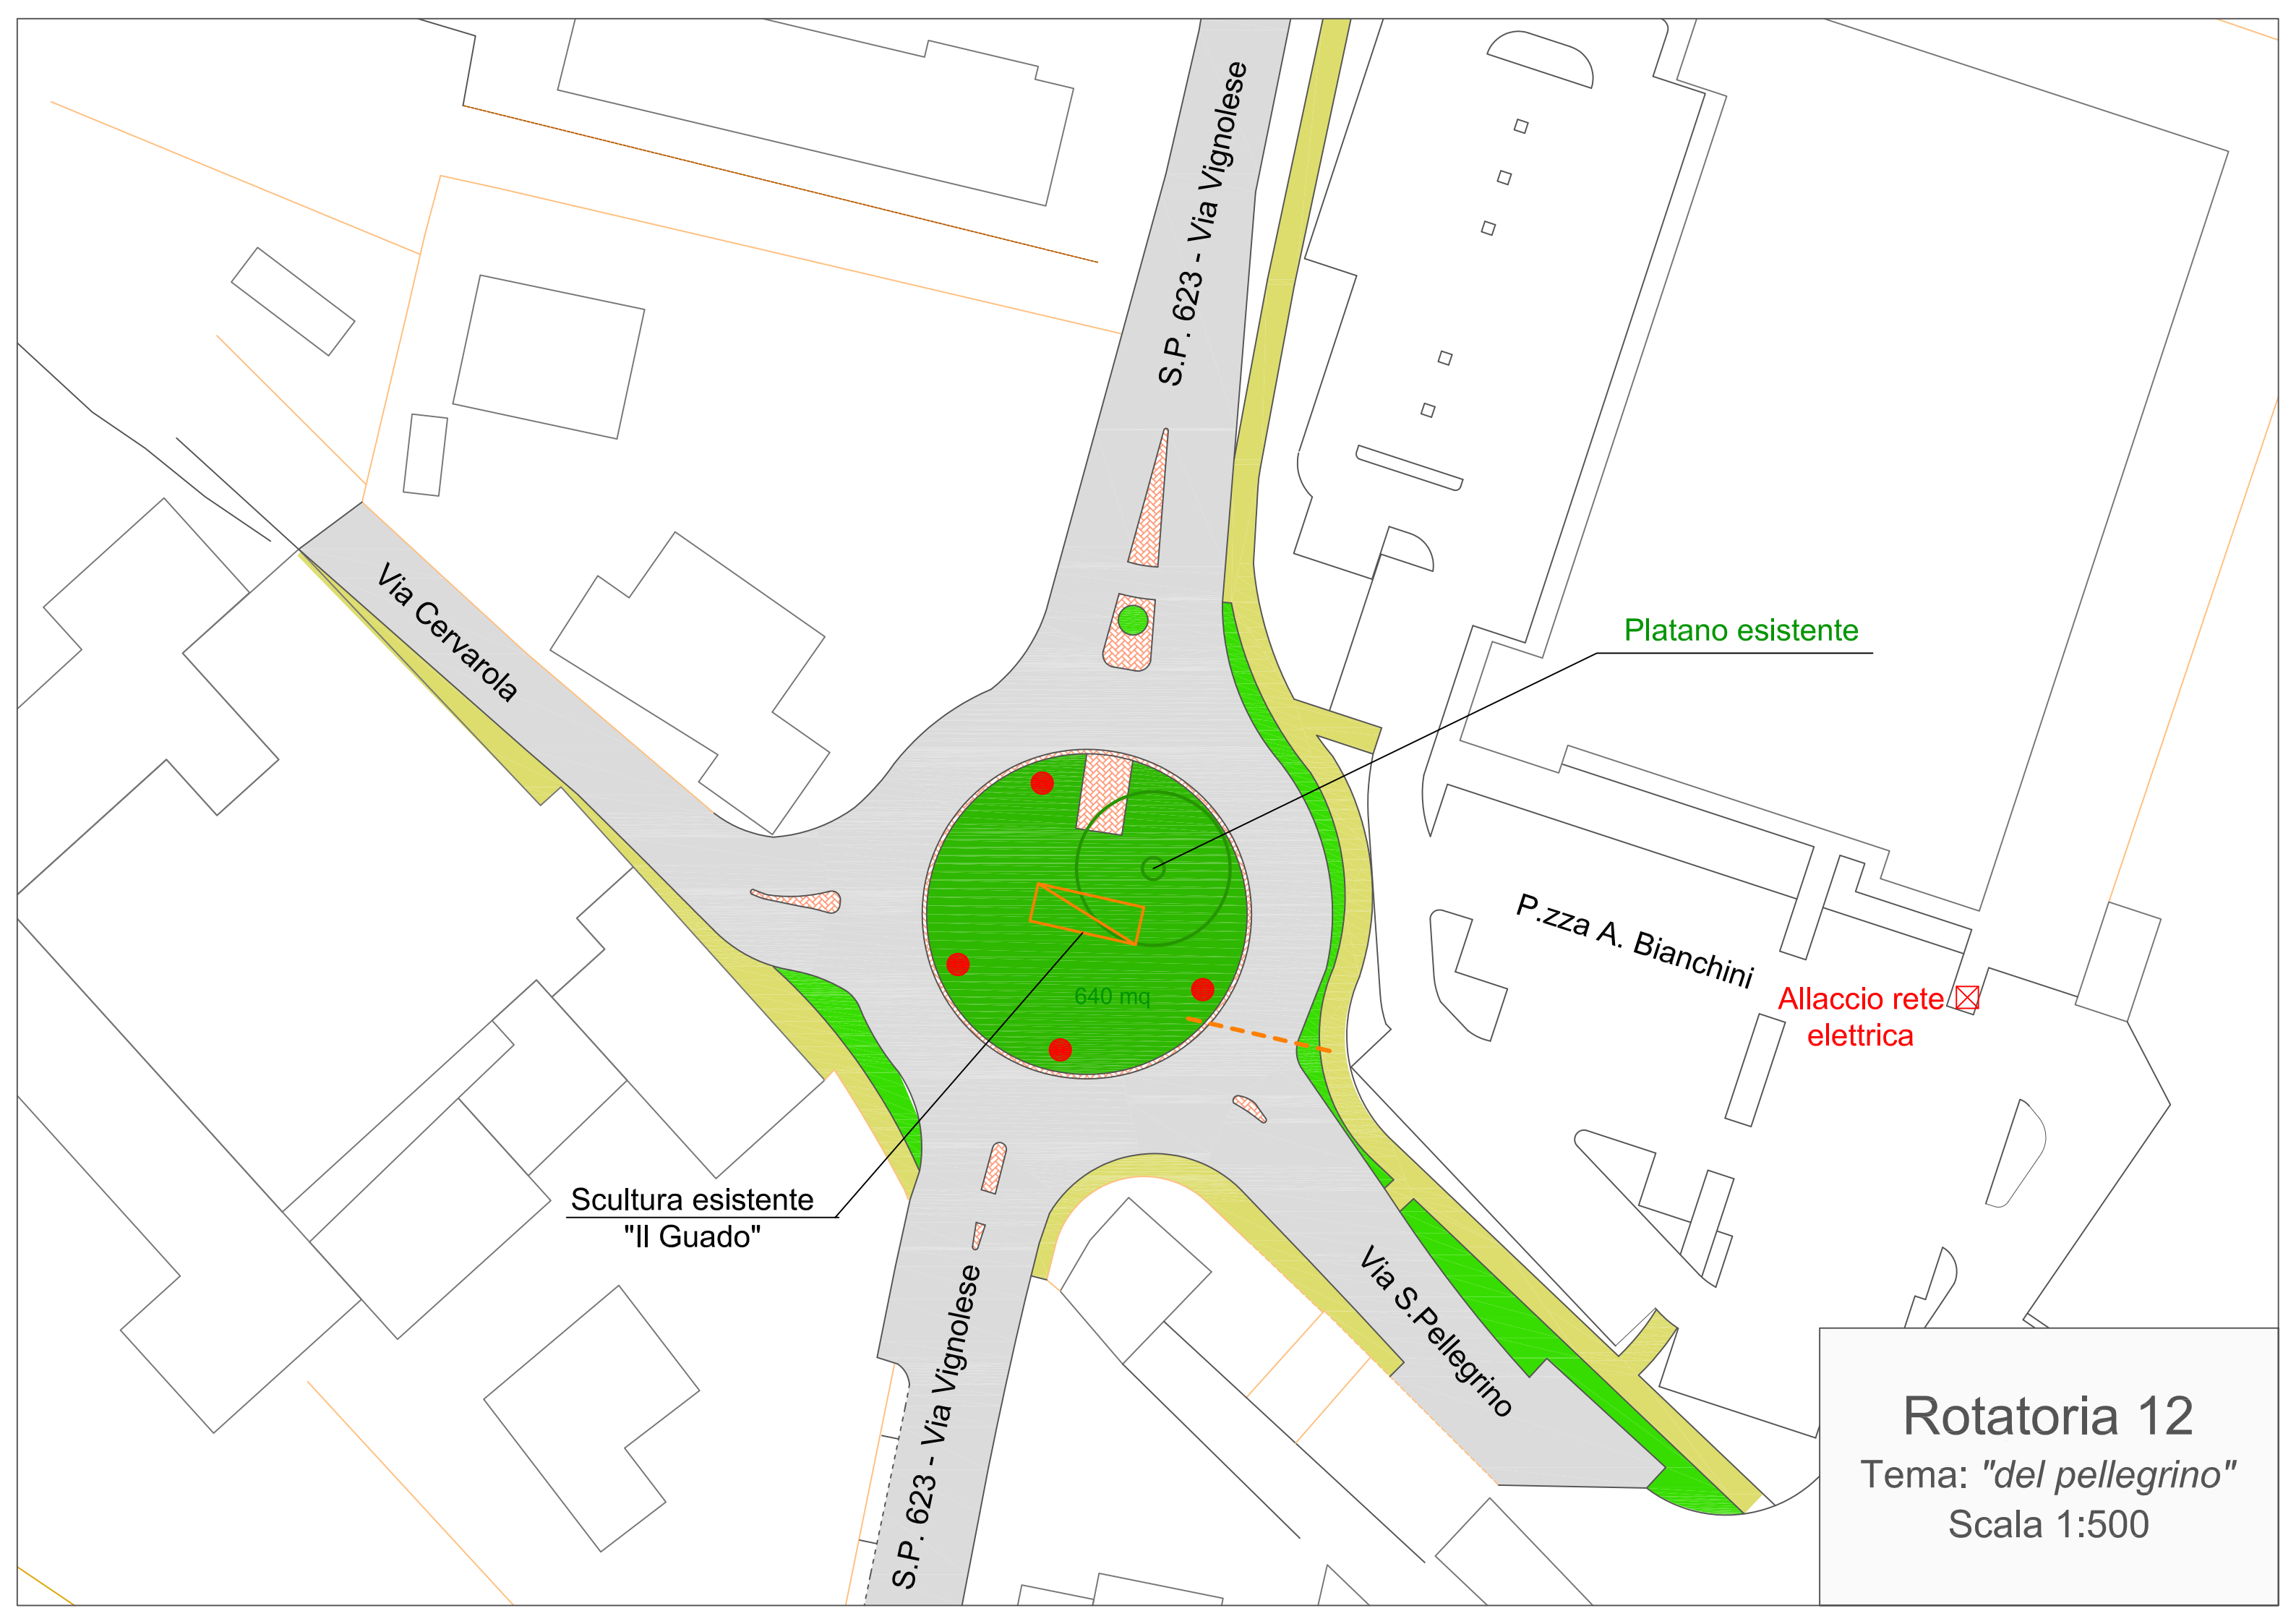 S.P. 623 - Via Vignolese
Via Cervarola
Platano esistente
P.zza A. Bianchini
Allaccio rete
elettrica
640 mq
Scultura esistente
"Il Guado"
Via S.Pellegrino
S.P. 623 - Via Vignolese
Rotatoria 12
Tema: "del pellegrino"
Scala 1:500